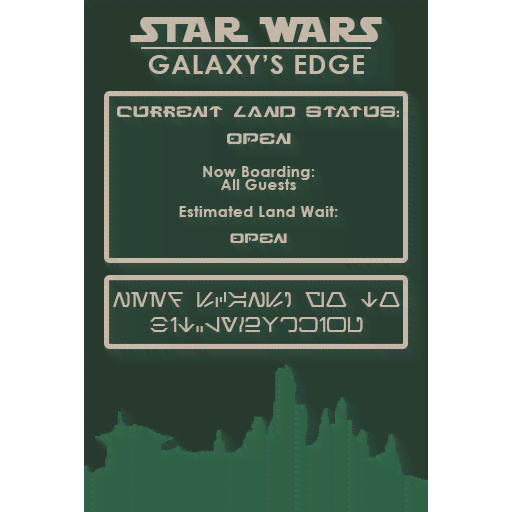 STAR WARS
GALAXY'S EDGE
CURRENT LAND STATUS:
OPEN
Now Boarding:
All Guests
Estimated Land Wait:
OPEN